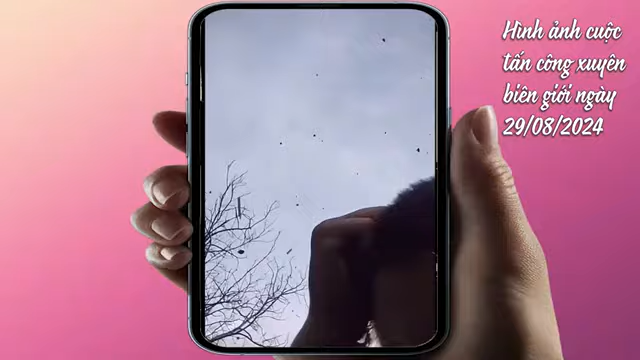 Hình ảnh cuộc
tấn công xuyên
biên giới ngày
29/08/2024